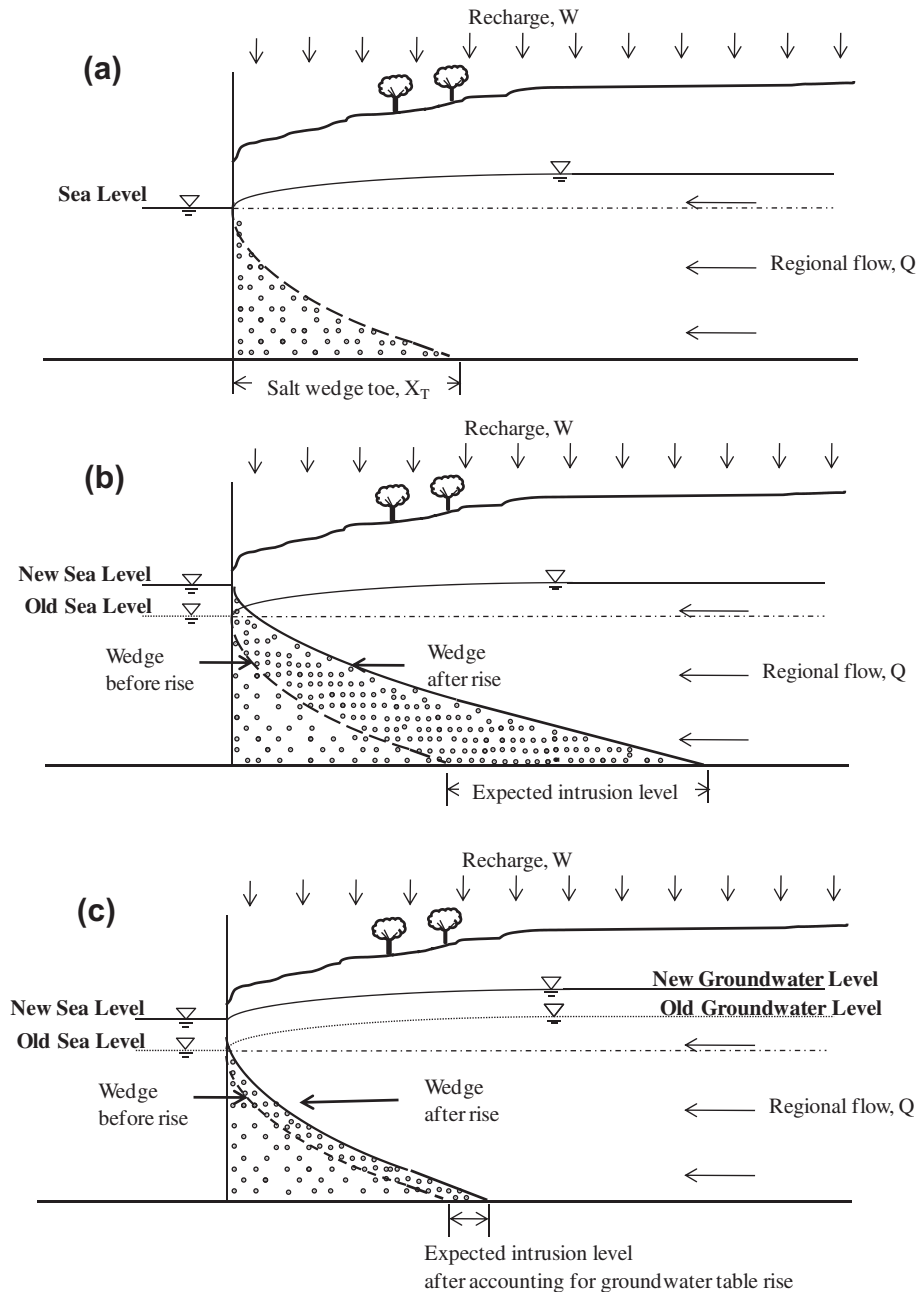 Recharge, W
(a)
Sea Level
Regional flow, Q
Salt wedge toe, X_T
Recharge, W
(b)
New Sea Level
Old Sea Level
Wedge
before rise
Wedge
after rise
Regional flow, Q
Expected intrusion level
Recharge, W
(c)
New Groundwater Level
New Sea Level
Old Groundwater Level
Old Sea Level
Wedge
before rise
Wedge
after rise
Regional flow, Q
Expected intrusion level
after accounting for groundwater table rise